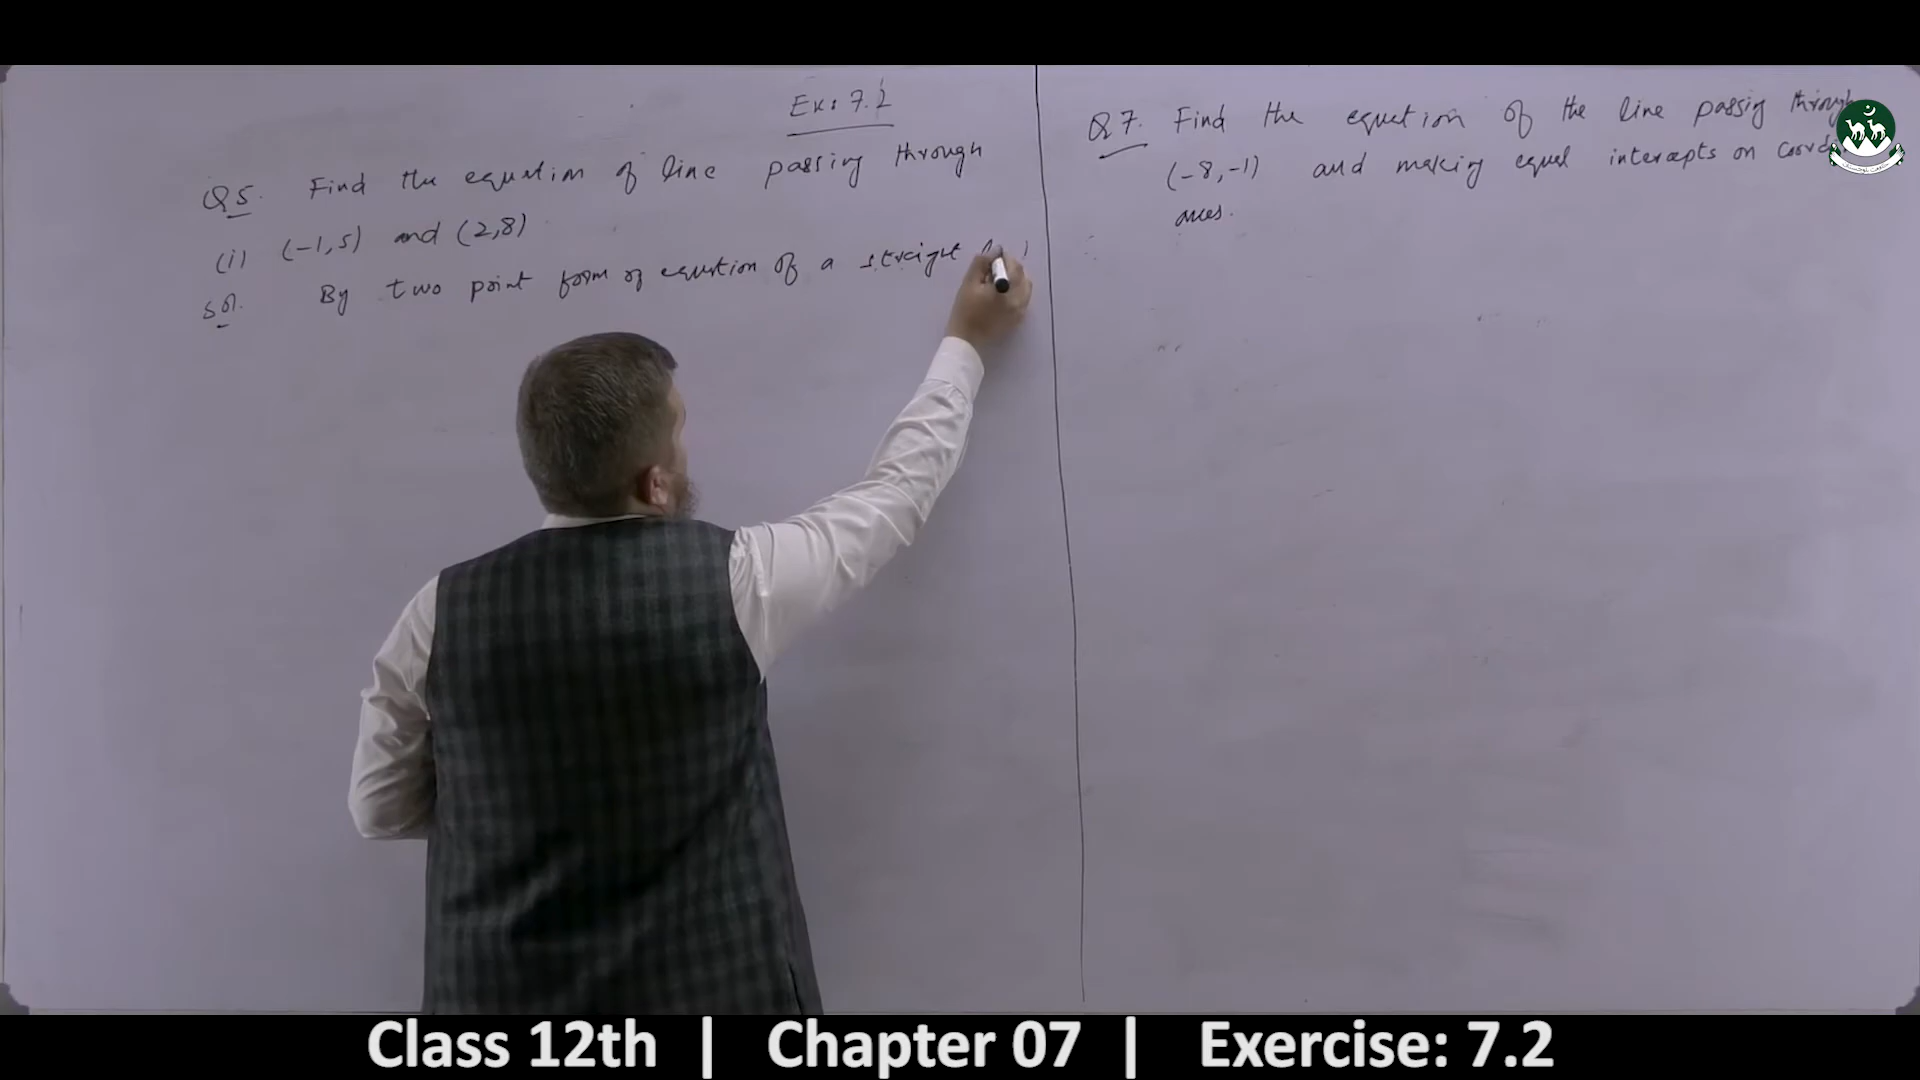 Ex: 7.2
Q5. Find the equation of line passing through
(i) (-1,5) and (2,8)
Sol. By two point form of equation of a straight
Q7. Find the equation of the line passing through
(-8,-1) and making equal intercepts on
axes.
Class 12th | Chapter 07 | Exercise: 7.2